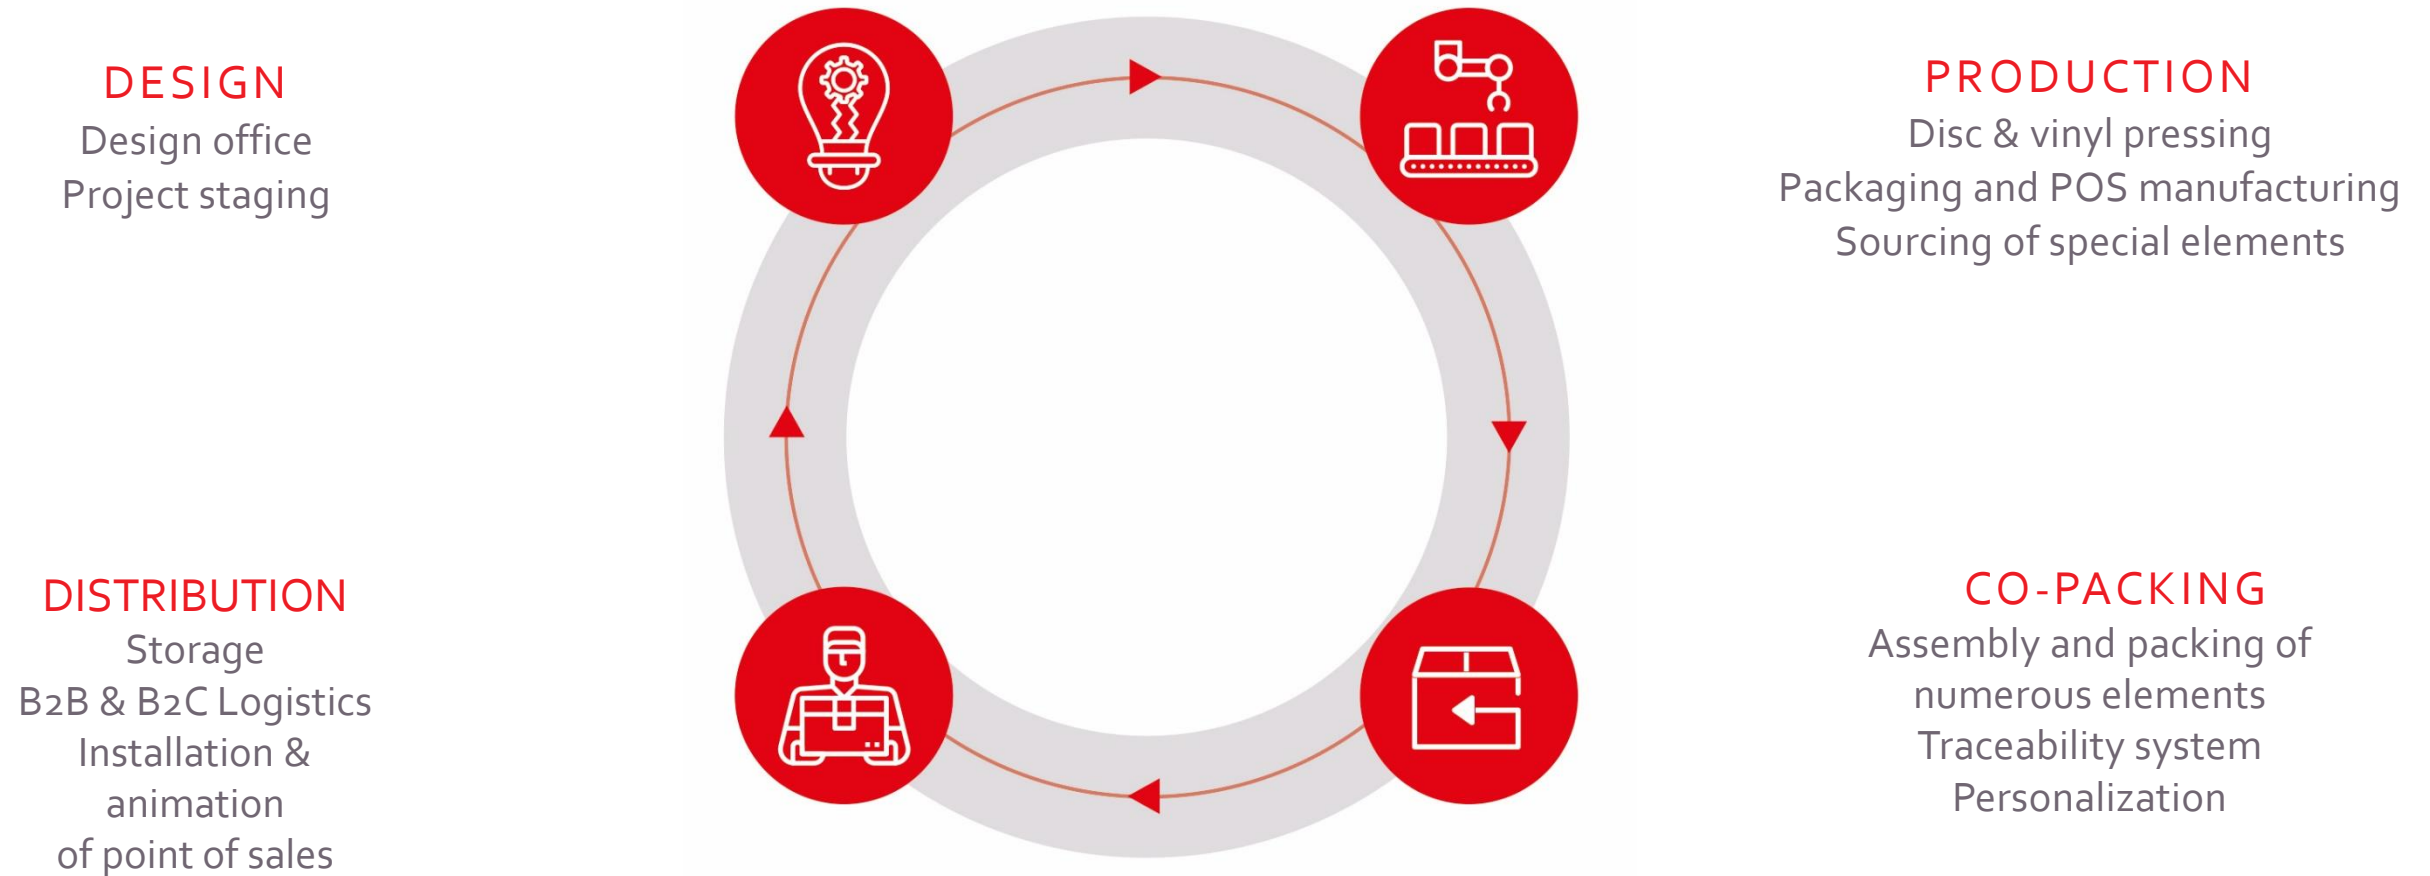 DESIGN
Design office
Project staging
PRODUCTION
Disc & vinyl pressing
Packaging and POS manufacturing
Sourcing of special elements
DISTRIBUTION
Storage
B2B & B2C Logistics
Installation &
animation
of point of sales
CO-PACKING
Assembly and packing of
numerous elements
Traceability system
Personalization